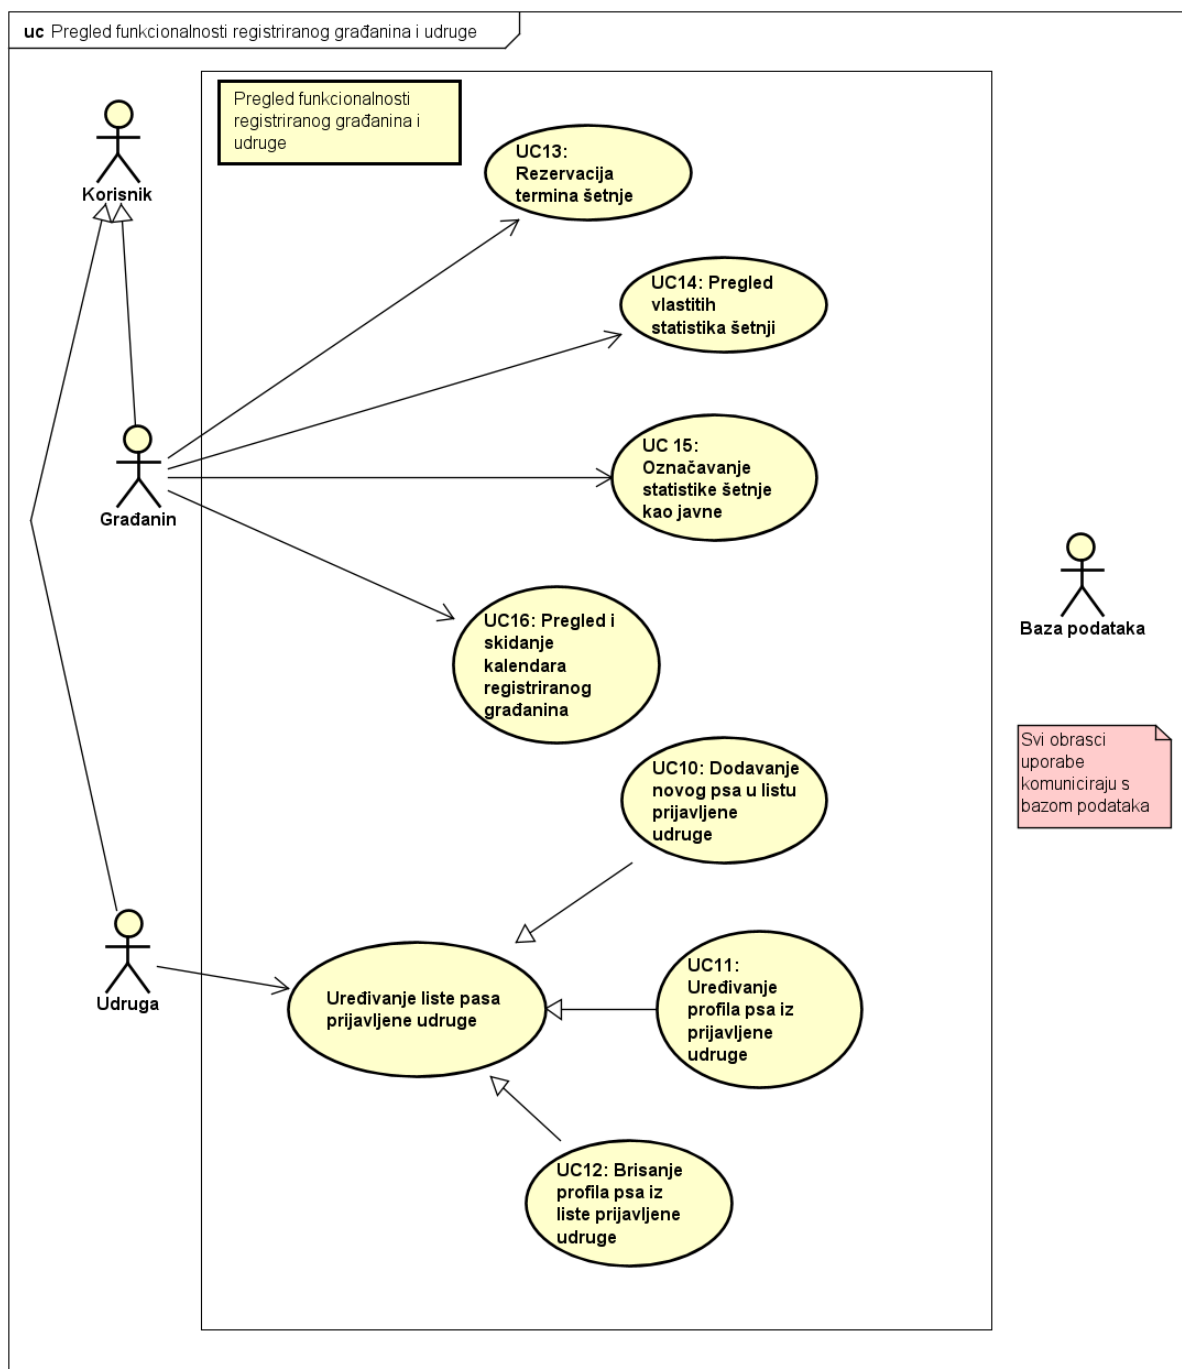 uc Pregled funkcionalnosti registriranog građanina i udruge
Pregled funkcionalnosti
registriranog građanina i
udruge
Korisnik
UC13:
Rezervacija
termina šetnje
UC14: Pregled
vlastitih
statistika šetnji
UC 15:
Označavanje
statistike šetnje
kao javne
Građanin
Baza podataka
UC16: Pregled i
skidanje
kalendara
registriranog
građanina
Svi obrasci
uporabe
komuniciraju s
bazom podataka
UC10: Dodavanje
novog psa u listu
prijavljene
udruge
Udruga
Uređivanje liste pasa
prijavljene udruge
UC11:
Uređivanje
profila psa iz
prijavljene
udruge
UC12: Brisanje
profila psa iz
liste prijavljene
udruge